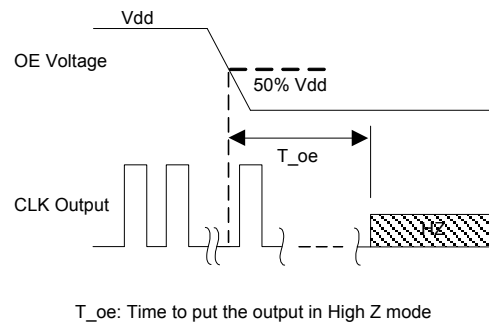 Vdd
OE Voltage
50% Vdd
T_oe
CLK Output
HZ
T_oe: Time to put the output in High Z mode